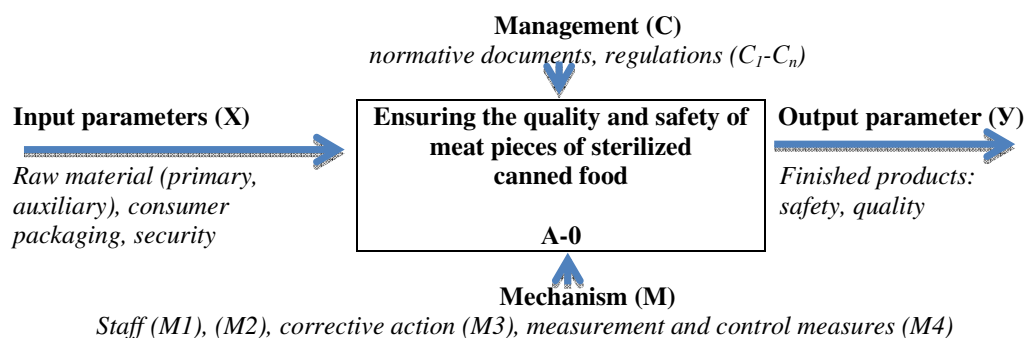 Management (C)
normative documents, regulations (C1-Cn)
Input parameters (X)
Raw material (primary,
auxiliary), consumer
packaging, security
Ensuring the quality and safety of
meat pieces of sterilized
canned food
A-0
Output parameter (У)
Finished products:
safety, quality
Mechanism (M)
Staff (M1), (M2), corrective action (M3), measurement and control measures (M4)